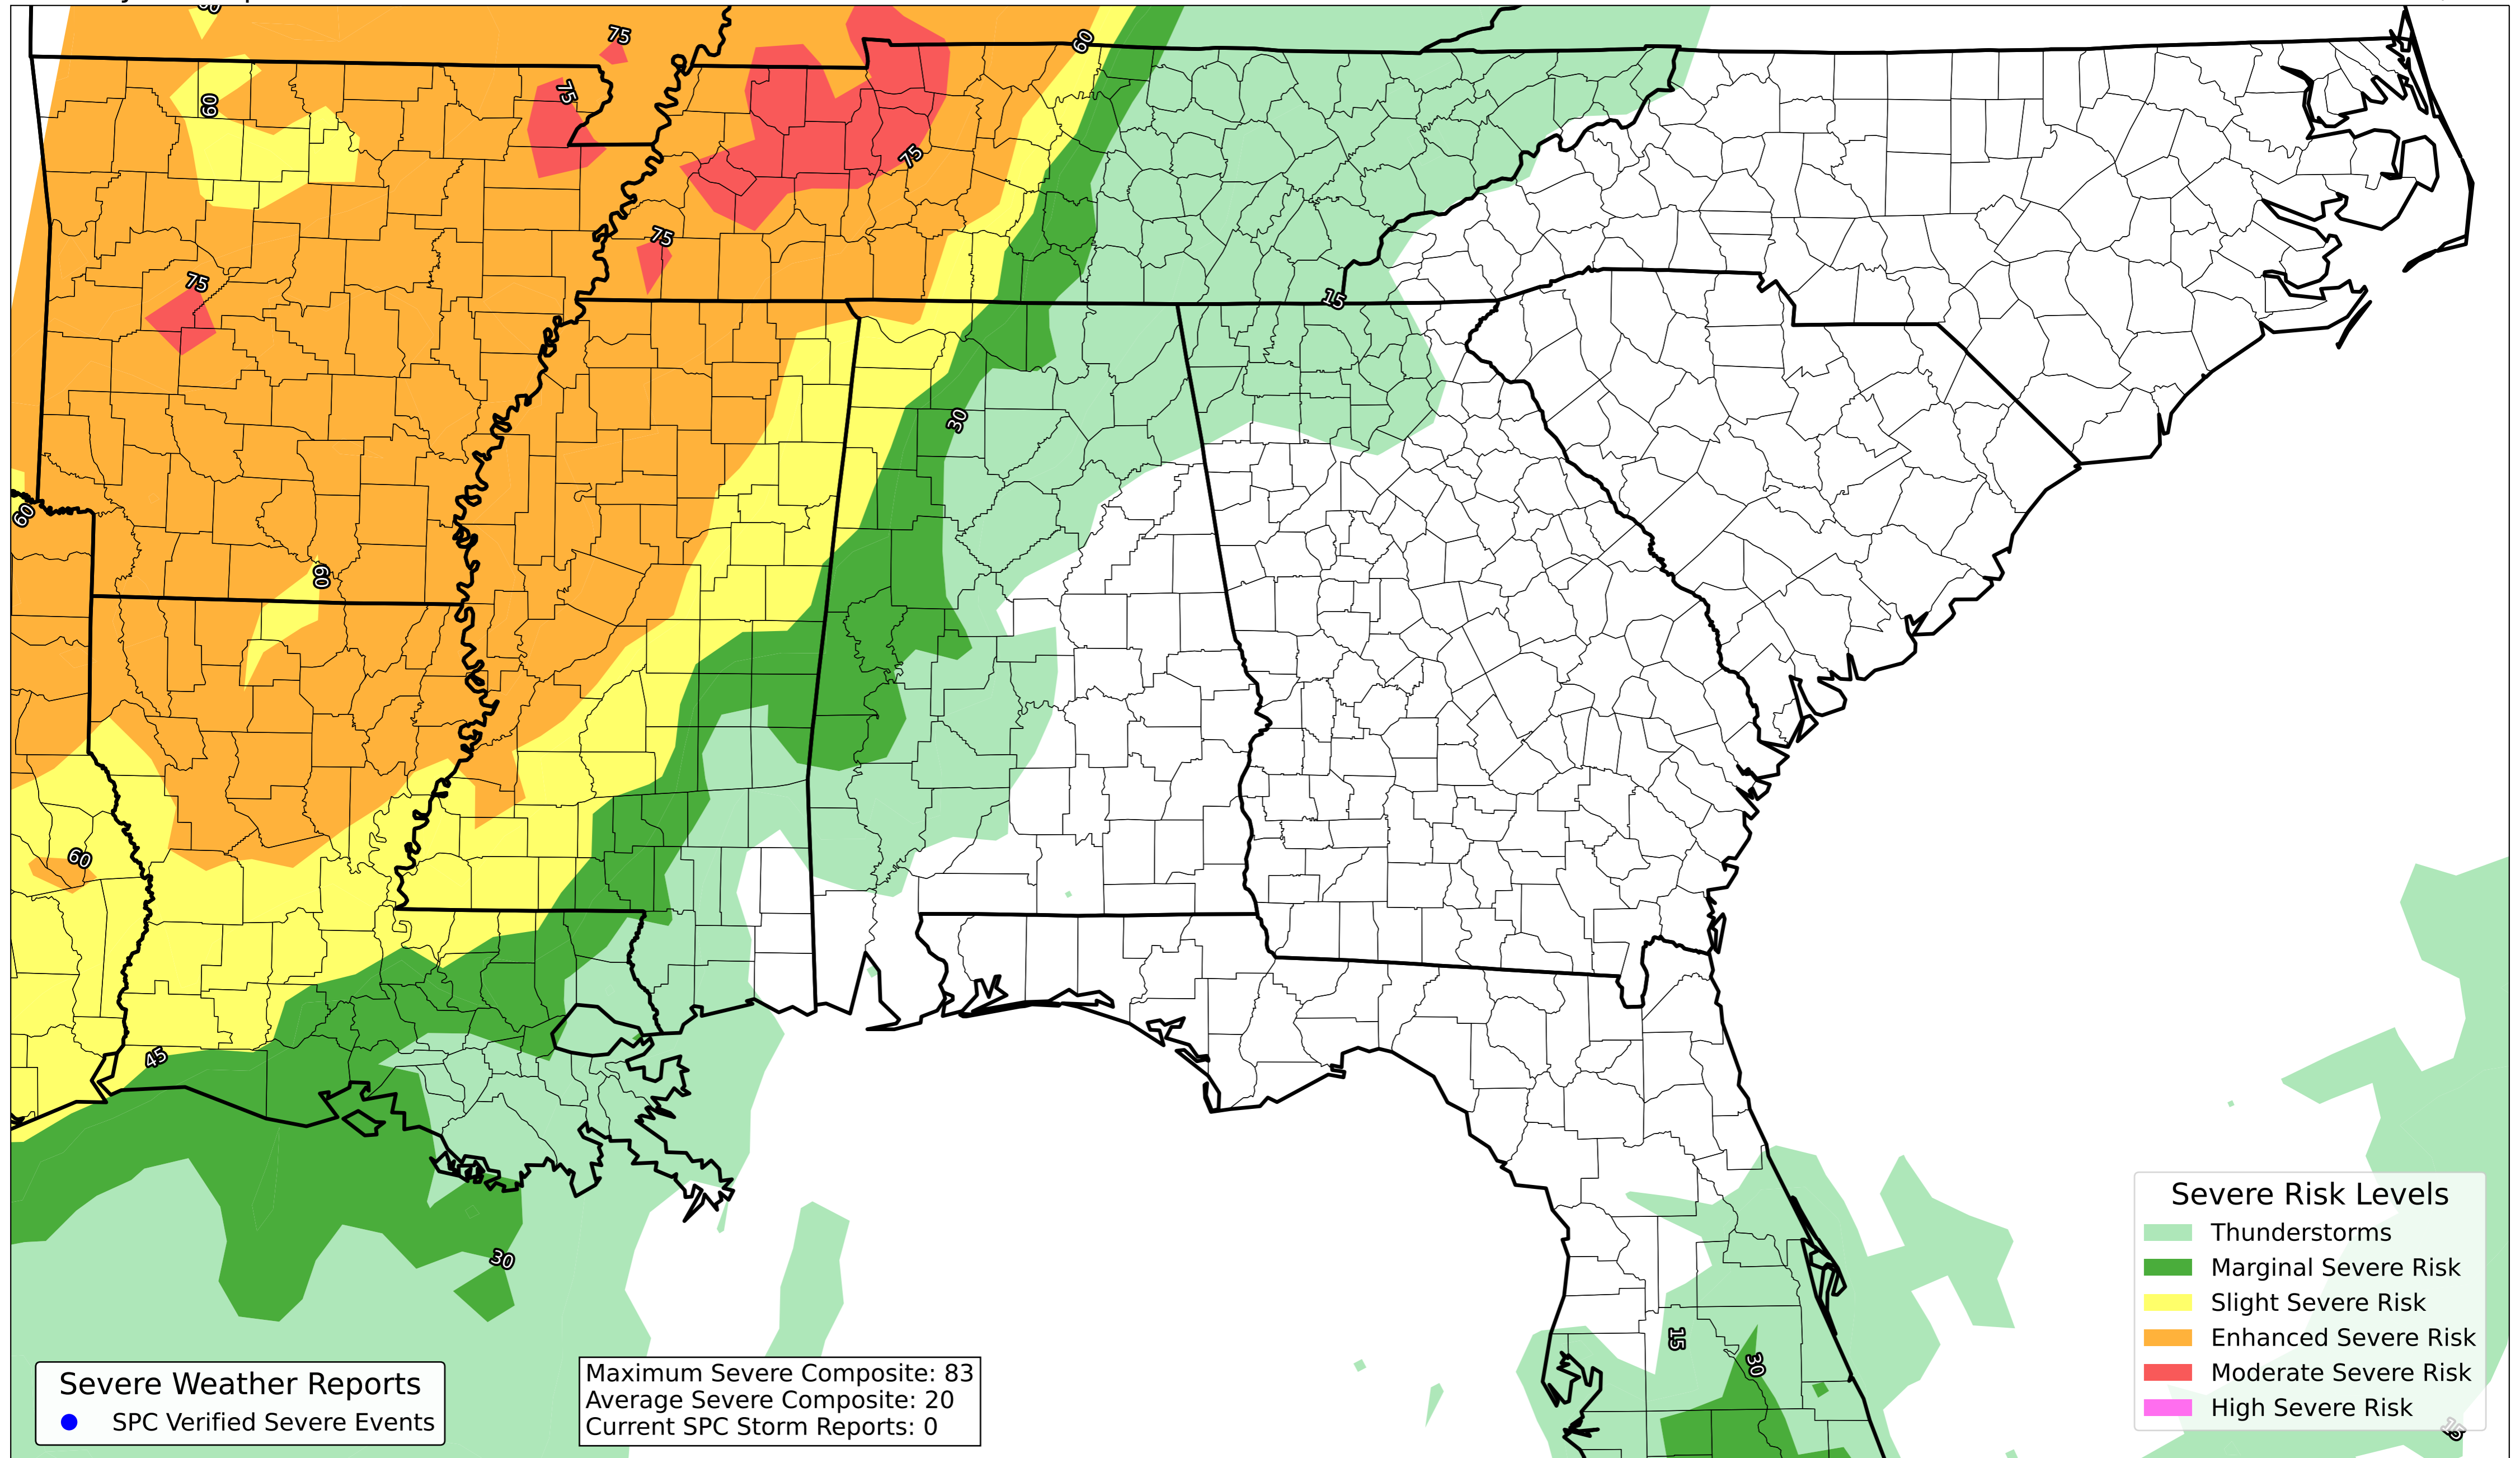 60
75
60
75
60
75
75
75
15
30
60
60
60
45
30
15
30
Severe Risk Levels
Thunderstorms
Marginal Severe Risk
Slight Severe Risk
Enhanced Severe Risk
Moderate Severe Risk
High Severe Risk
15
Severe Weather Reports
SPC Verified Severe Events
Maximum Severe Composite: 83
Average Severe Composite: 20
Current SPC Storm Reports: 0